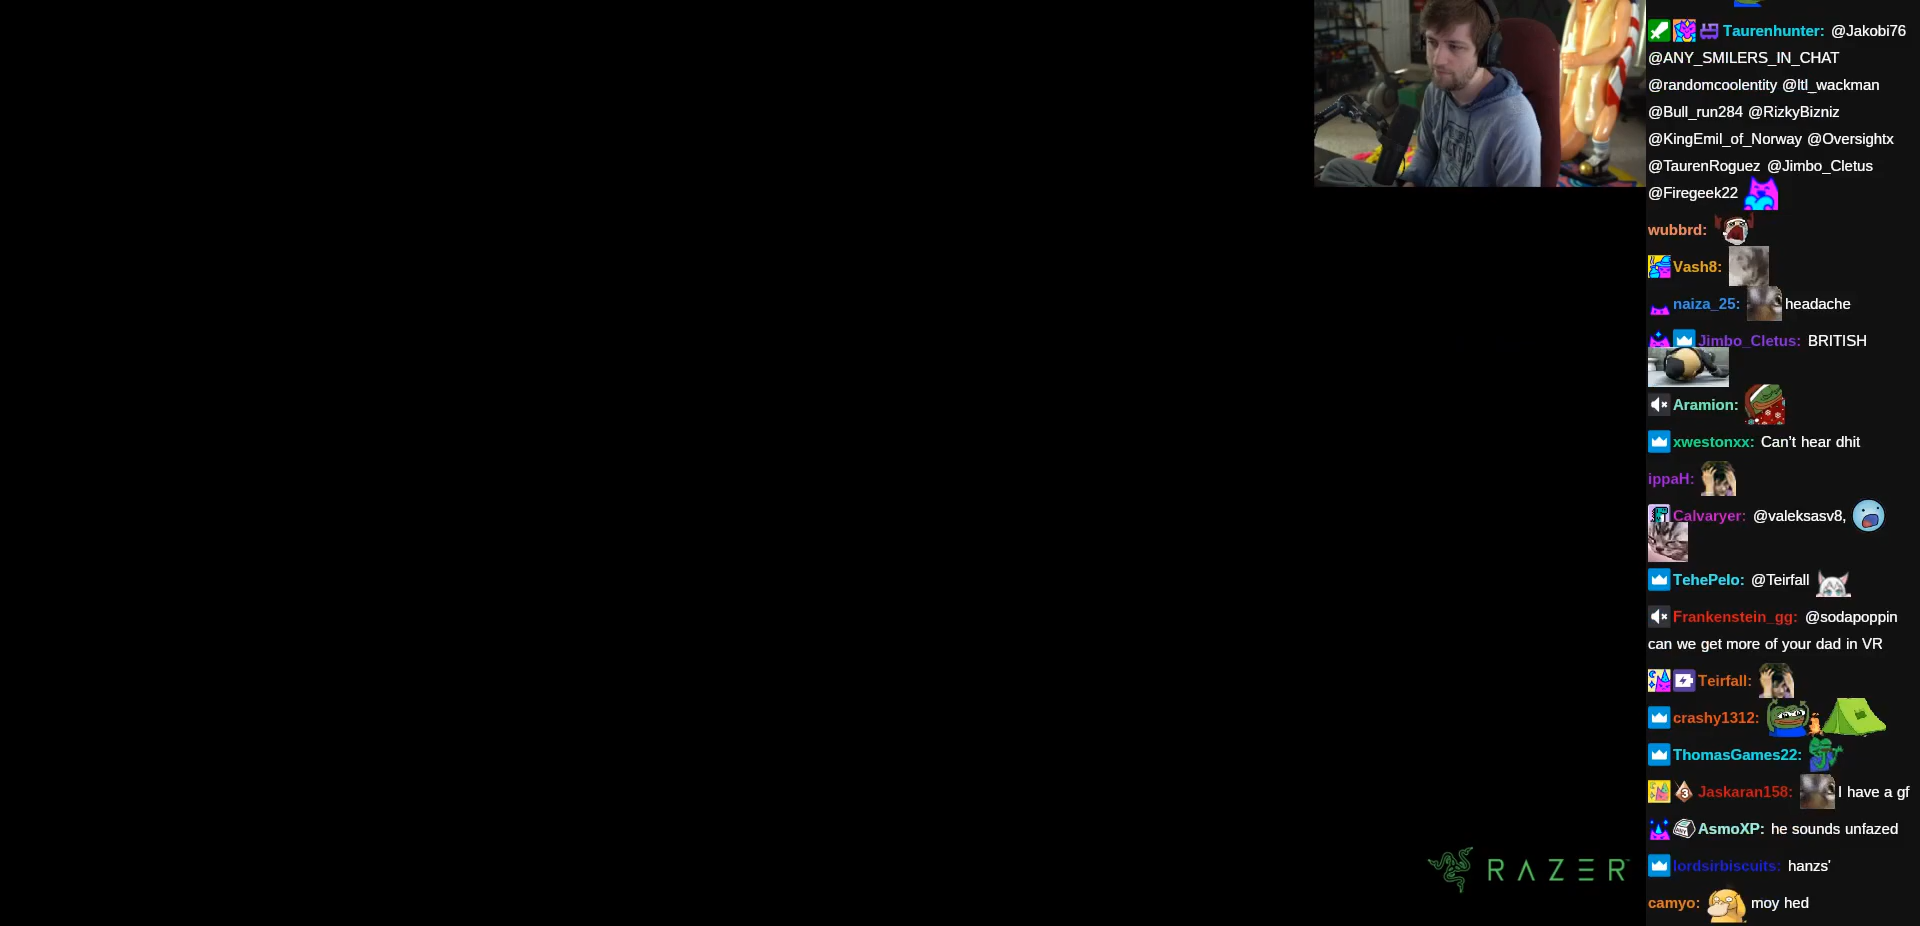 Taurenhunter: @Jakobi76
@ANY_SMILERS_IN_CHAT
@randomcoolentity @ltl_wackman
@Bull_run284 @RizkyBizniz
@KingEmil_of_Norway @Oversightx
@TaurenRoguez @Jimbo_Cletus
@Firegeek22
wubbrd:
Vash8:
naiza_25: headache
Jimbo_Cletus: BRITISH
Aramion:
xwestonxx: Can't hear dhit
ippaH:
Calvaryer: @valeksasv8,
TehePelo: @Teirfall
Frankenstein_gg: @sodapoppin
can we get more of your dad in VR
Teirfall:
crashy1312:
ThomasGames22:
3 Jaskaran158: I have a gf
AsmoXP: he sounds unfazed
lordsirbiscuits: hanzs'
camyo: moy hed
RAZER